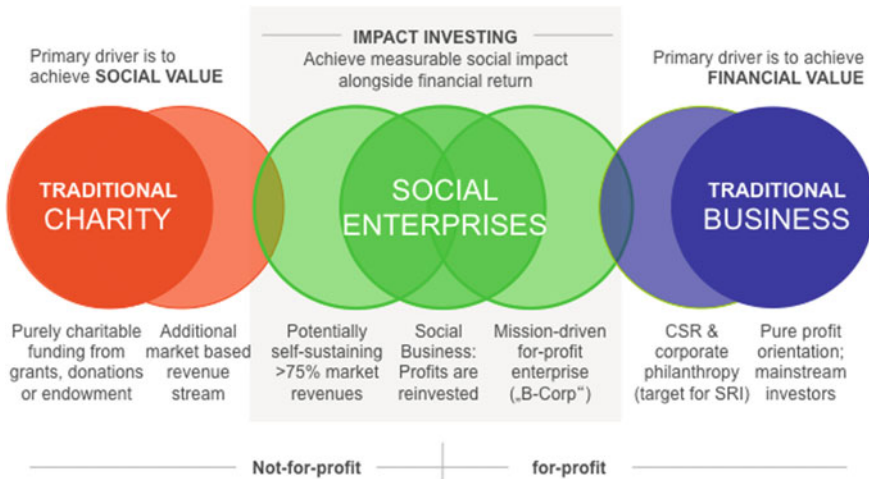 IMPACT INVESTING
Achieve measurable social impact
alongside financial return
Primary driver is to
achieve SOCIAL VALUE
Primary driver is to achieve
FINANCIAL VALUE
TRADITIONAL
CHARITY
SOCIAL
ENTERPRISES
TRADITIONAL
BUSINESS
Purely charitable
funding from
grants, donations
or endowment
Additional
market based
revenue
stream
Potentially
self-sustaining
>75% market
revenues
Social
Business:
Profits are
reinvested
Mission-driven
for-profit
enterprise
(„B-Corp“)
CSR &
corporate
philanthropy
(target for SRI)
Pure profit
orientation;
mainstream
investors
Not-for-profit
for-profit